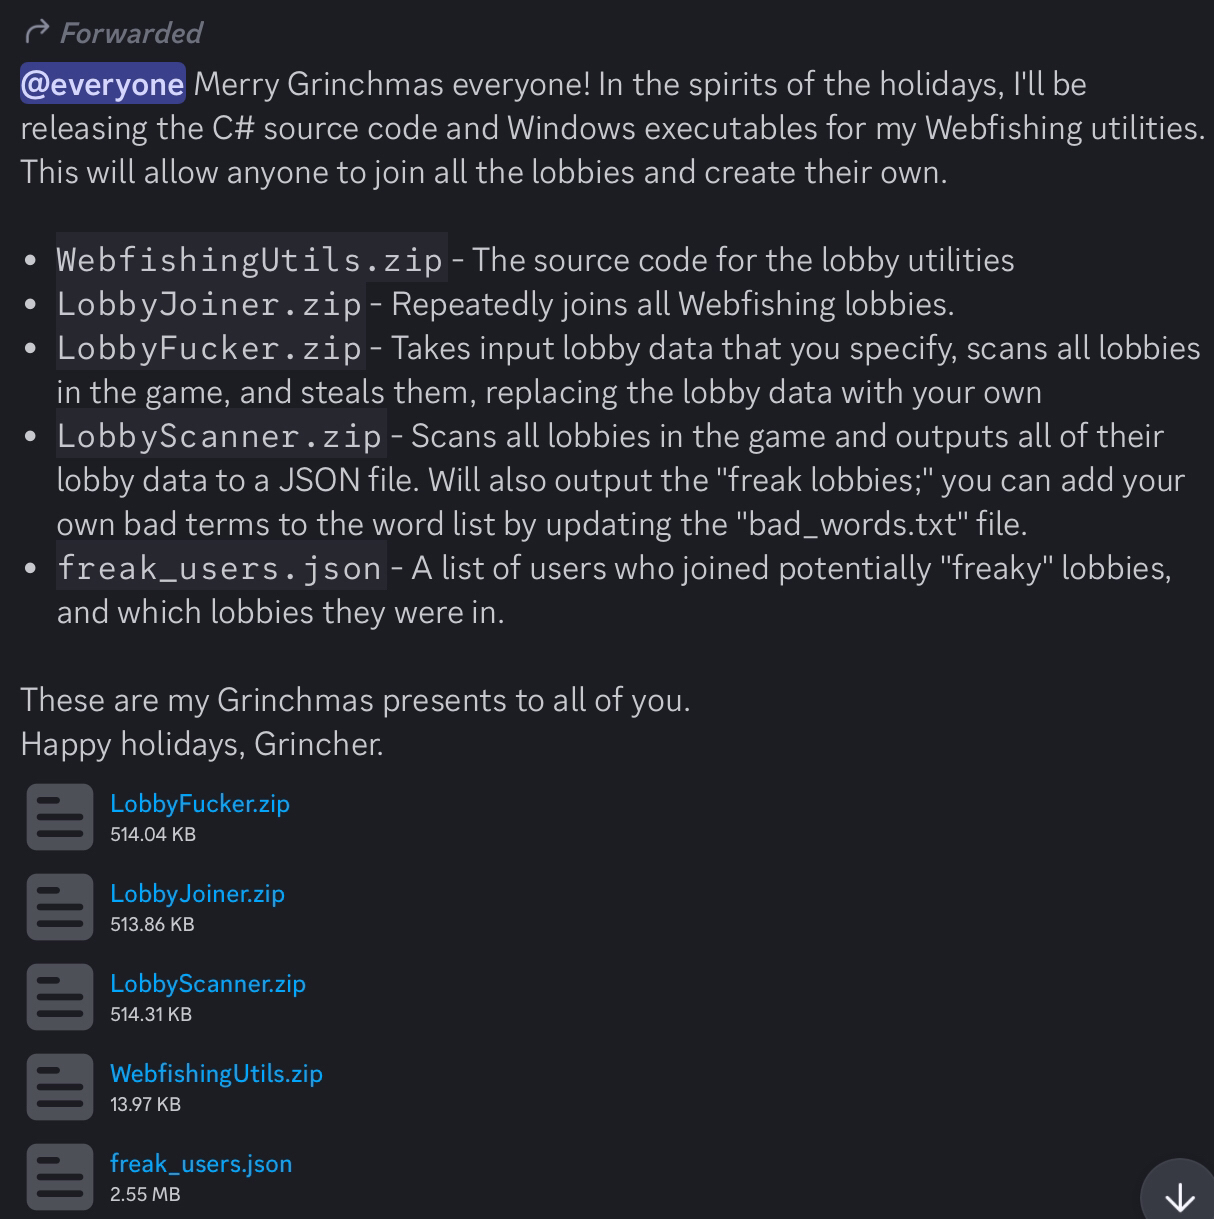 Forwarded
@everyone Merry Grinchmas everyone! In the spirits of the holidays, I'll be
releasing the C# source code and Windows executables for my Webfishing utilities.
This will allow anyone to join all the lobbies and create their own.
• WebfishingUtils.zip - The source code for the lobby utilities
• LobbyJoiner.zip - Repeatedly joins all Webfishing lobbies.
• LobbyFucker.zip - Takes input lobby data that you specify, scans all lobbies
in the game, and steals them, replacing the lobby data with your own
• LobbyScanner.zip - Scans all lobbies in the game and outputs all of their
lobby data to a JSON file. Will also output the "freak lobbies;" you can add your
own bad terms to the word list by updating the "bad_words.txt" file.
• freak_users.json - A list of users who joined potentially "freaky" lobbies,
and which lobbies they were in.
These are my Grinchmas presents to all of you.
Happy holidays, Grincher.
LobbyFucker.zip
514.04 KB
LobbyJoiner.zip
513.86 KB
LobbyScanner.zip
514.31 KB
WebfishingUtils.zip
13.97 KB
freak_users.json
2.55 MB